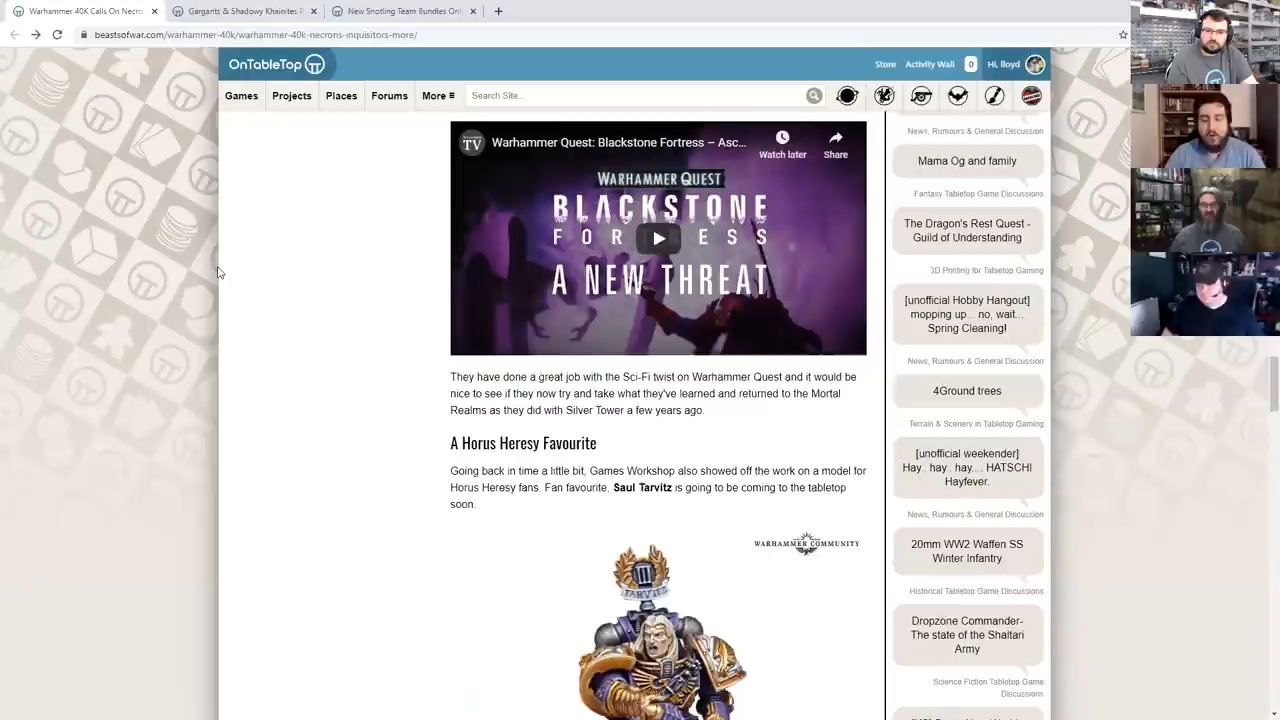 Warhammer 40K Calls On Necro
Gargants & Shadowy Khainites R
New Snotling Team Bundles On
beastsofwar.com/warhammer-40k/warhammer-40k-necrons-inquisitors-more/
OnTableTop
Store
Activity Wall
0
Hi, lloyd
Games
Projects
Places
Forums
More
Search Site..
TV
Warhammer Quest: Blackstone Fortress – Asc...
Watch later
Share
WARHAMMER QUEST
BLACKSTONE
FORTRESS
A NEW THREAT
They have done a great job with the Sci-Fi twist on Warhammer Quest and it would be
nice to see if they now try and take what they've learned and returned to the Mortal
Realms as they did with Silver Tower a few years ago.
A Horus Heresy Favourite
Going back in time a little bit, Games Workshop also showed off the work on a model for
Horus Heresy fans. Fan favourite, Saul Tarvitz is going to be coming to the tabletop
soon.
WARHAMMER COMMUNITY
III
TARVITZ
News, Rumours & General Discussion
Mama Og and family
Fantasy Tabletop Game Discussions
The Dragon's Rest Quest -
Guild of Understanding
3D Printing for Tabletop Gaming
[unofficial Hobby Hangout]
mopping up... no, wait...
Spring Cleaning!
News, Rumours & General Discussion
4Ground trees
Terrain & Scenery in Tabletop Gaming
[unofficial weekender]
Hay.. hay.. hay.... HATSCHI
Hayfever.
News, Rumours & General Discussion
20mm WW2 Waffen SS
Winter Infantry
Historical Tabletop Game Discussions
Dropzone Commander-
The state of the Shaltari
Army
Science Fiction Tabletop Game
Discussions